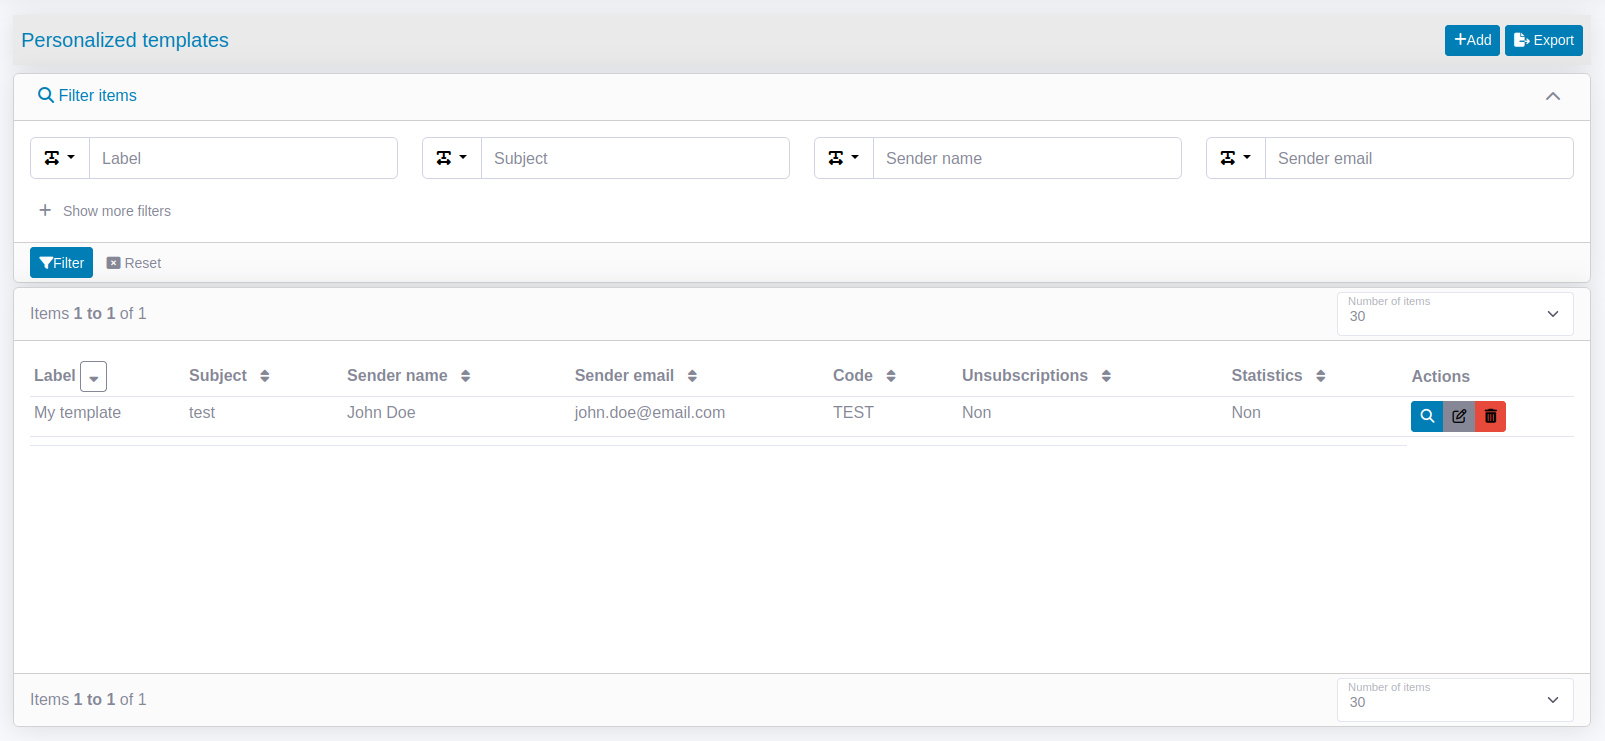 Personalized templates
Add
Export
Filter items
Label
Subject
Sender name
Sender email
Show more filters
Filter
Reset
Items 1 to 1 of 1
Number of items
30
Label Subject Sender name Sender email Code Unsubscriptions Statistics Actions
My template test John Doe john.doe@email.com TEST Non Non
Items 1 to 1 of 1
Number of items
30